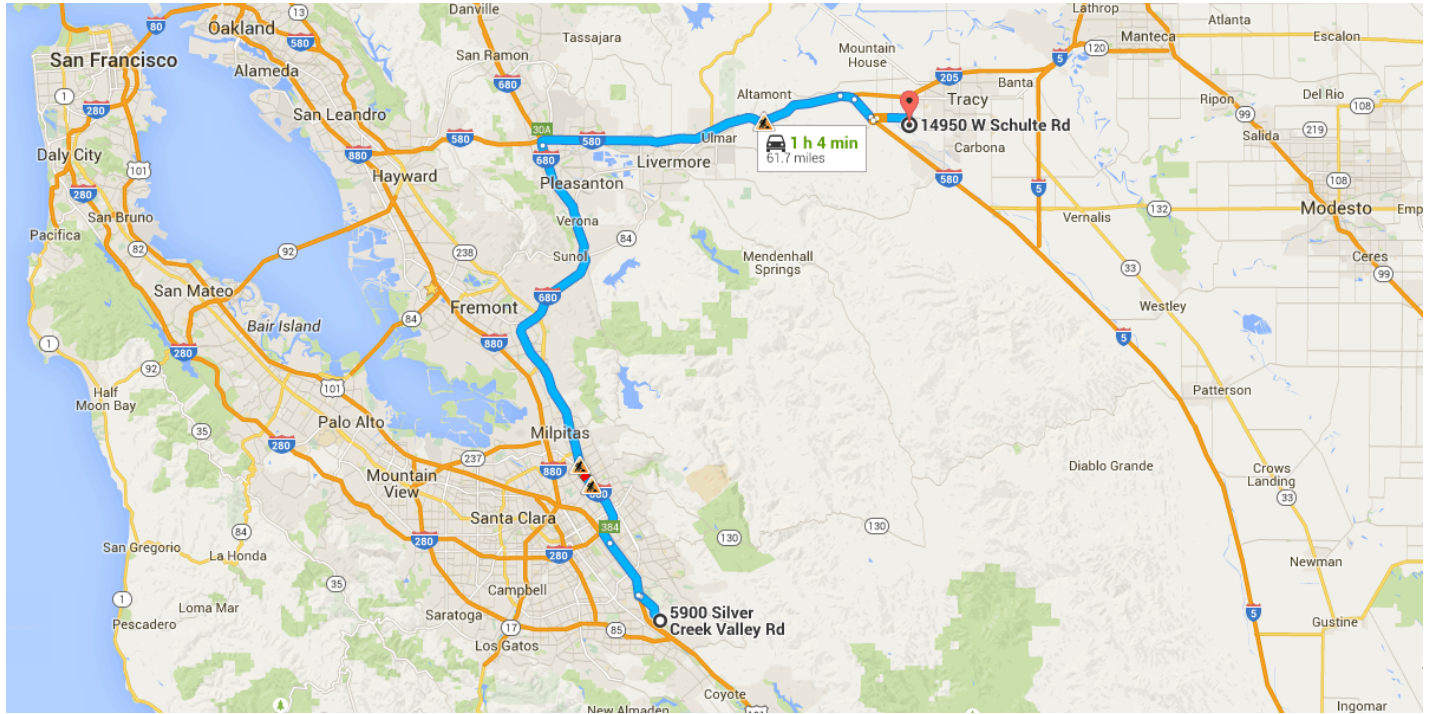 80
13
Danville
Lathrop
Atlanta
Oakland
580
Tassajara
Manteca
Escalon
San Ramon
Mountain
House
120
5
San Francisco
Alameda
680
205
Banta
1
280
Altamont
Tracy
Ripon
Del Rio
108
San Leandro
30A
14950 W Schulte Rd
99
219
Salida
580
580
580
Ulmar
1 h 4 min
61.7 miles
Daly City
880
680
Livermore
Carbona
101
Hayward
Pleasanton
580
108
280
5
San Bruno
Verona
Vernalis
132
Modesto
Emp
Pacifica
84
82
92
238
Sunol
Mendenhall
Springs
Ceres
33
99
San Mateo
680
Fremont
Westley
Bair Island
84
1
880
5
280
92
101
Half
Moon Bay
Patterson
Palo Alto
35
280
Milpitas
237
880
Diablo Grande
Crows
Landing
Mountain
View
680
33
Santa Clara
384
84
130
130
San Gregorio
La Honda
280
280
Newman
35
Campbell
1
Loma Mar
5900 Silver
Creek Valley Rd
5
Pescadero
Saratoga
17
85
Gustine
Los Gatos
Coyote
New Almaden
101
Ingomar